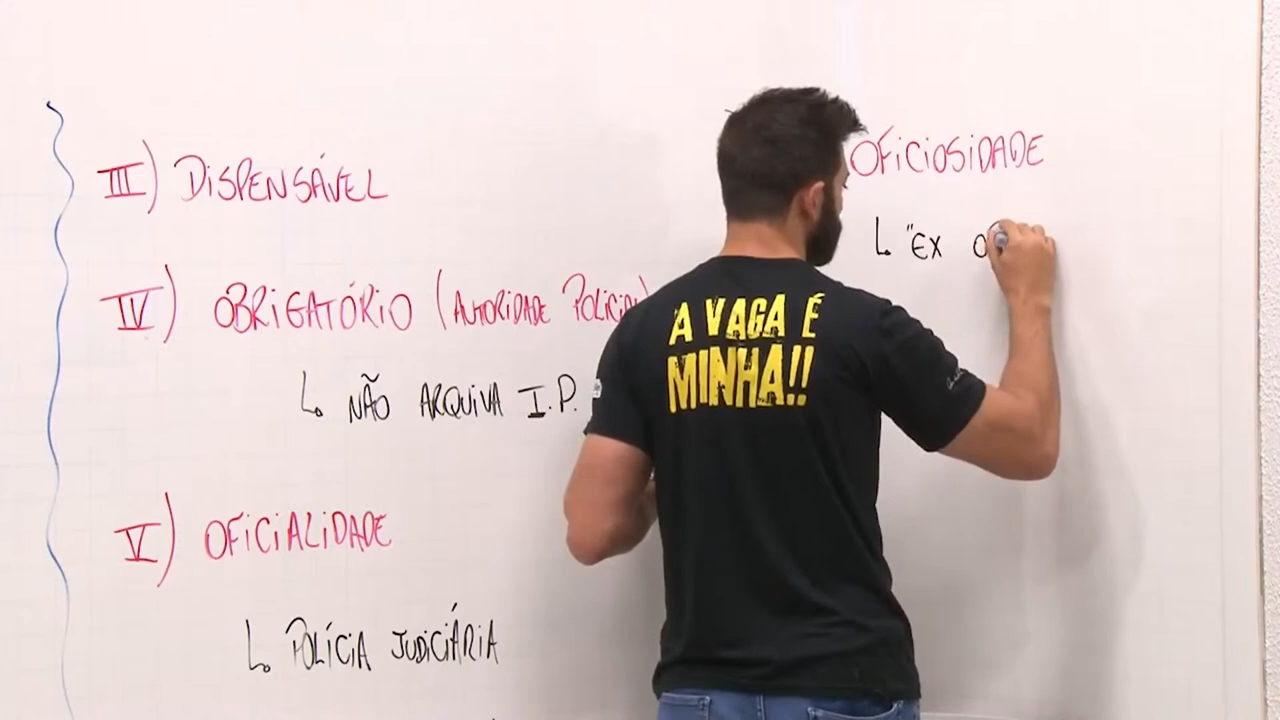 III) DISPENSÁVEL
IV) OBRIGATÓRIO (AUTORIDADE POLICIAL)
↳ NÃO ARQUIVA I.P.
V) OFICIALIDADE
↳ POLÍCIA JUDICIÁRIA
OFICIOSIDADE
↳ "EX O
A VAGA É
MINHA!!